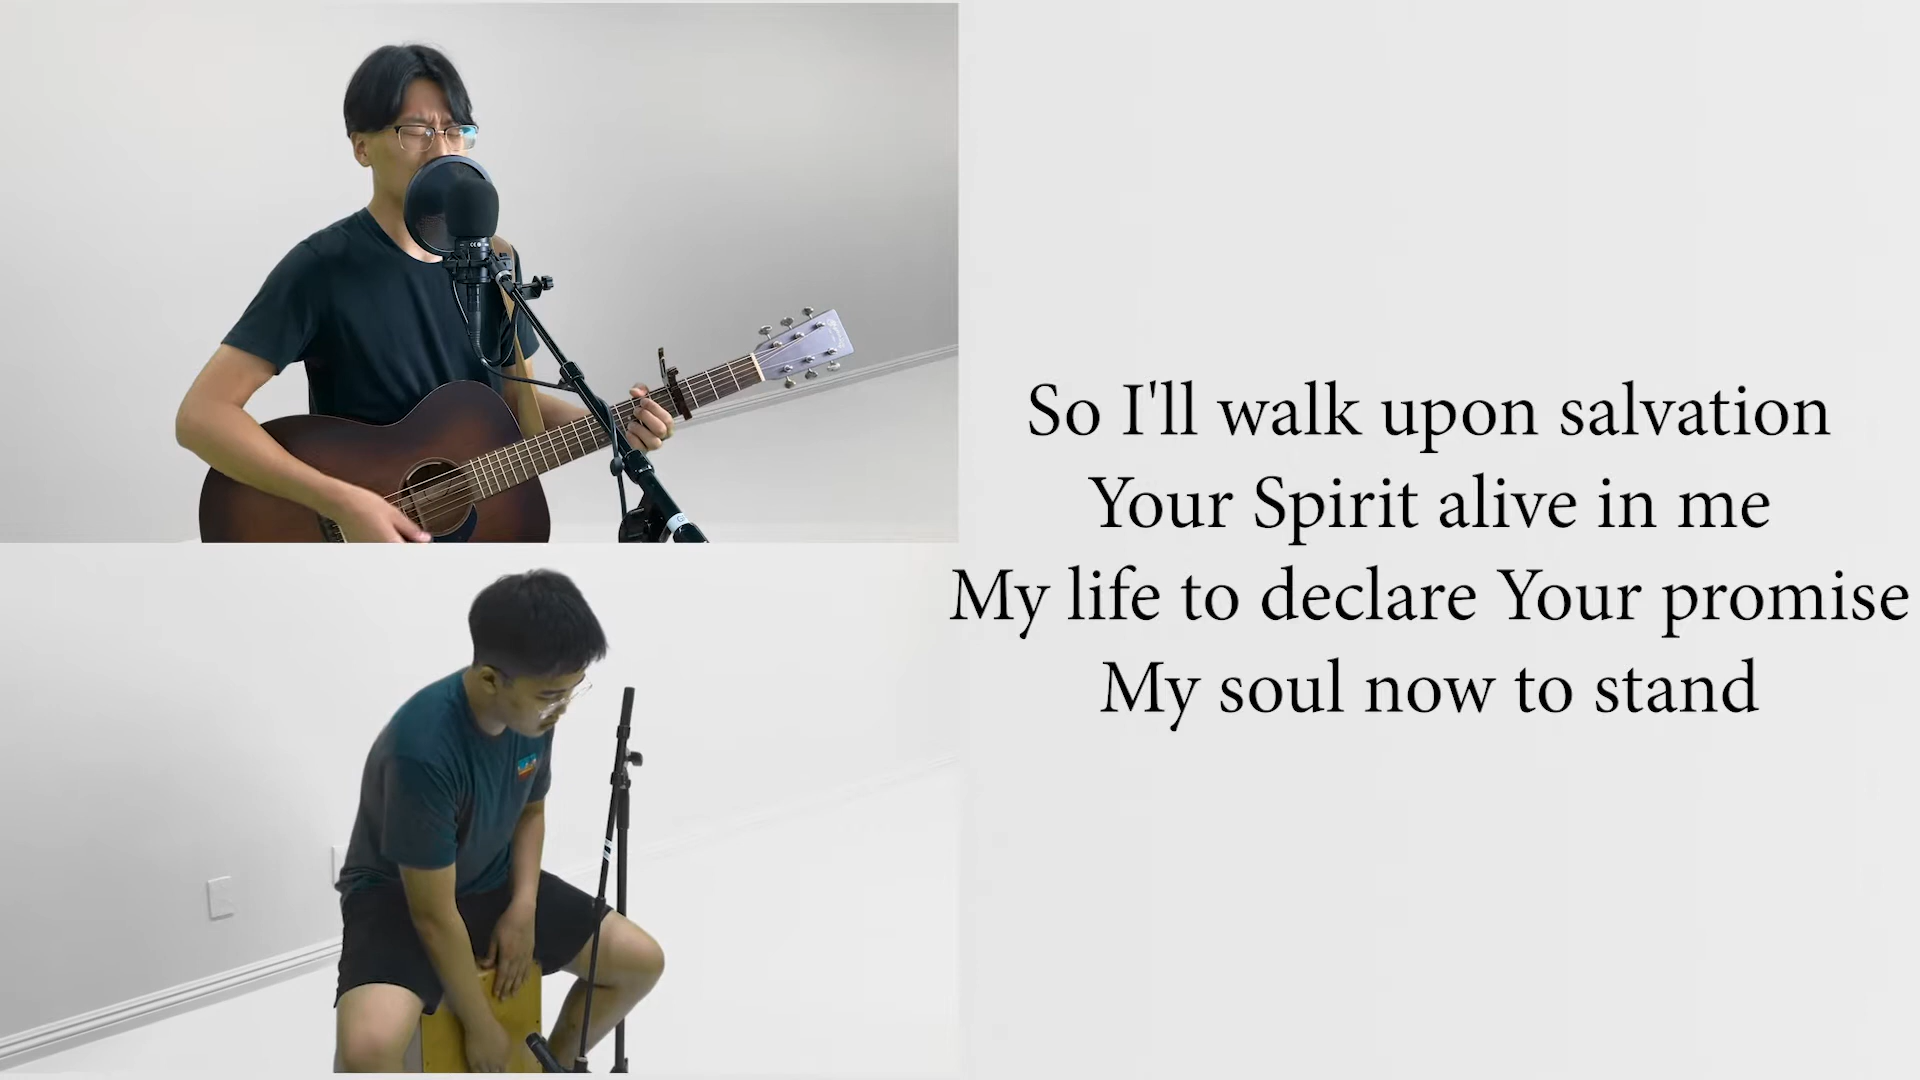 So I'll walk upon salvation
Your Spirit alive in me
My life to declare Your promise
My soul now to stand